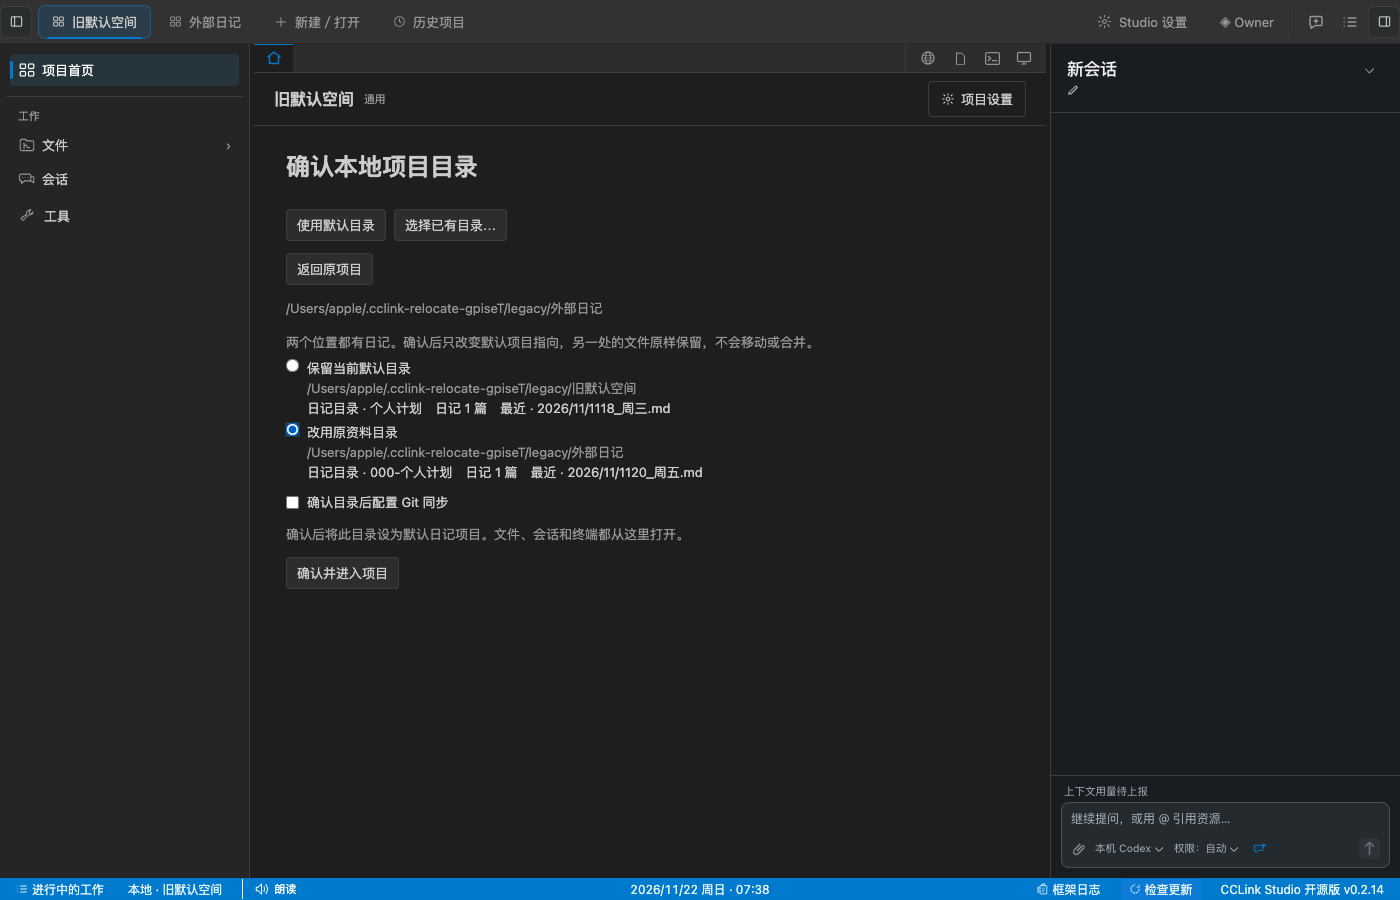 旧默认空间
外部日记
新建 / 打开
历史项目
Studio 设置
Owner
项目首页
工作
文件
会话
工具
旧默认空间 通用
项目设置
确认本地项目目录
使用默认目录
选择已有目录...
返回原项目
/Users/apple/.cclink-relocate-gpiseT/legacy/外部日记
两个位置都有日记。确认后只改变默认项目指向，另一处的文件原样保留，不会移动或合并。
保留当前默认目录
/Users/apple/.cclink-relocate-gpiseT/legacy/旧默认空间
日记目录 · 个人计划 日记 1 篇 最近 · 2026/11/1118_周三.md
改用原资料目录
/Users/apple/.cclink-relocate-gpiseT/legacy/外部日记
日记目录 · 000-个人计划 日记 1 篇 最近 · 2026/11/1120_周五.md
确认目录后配置 Git 同步
确认后将此目录设为默认日记项目。文件、会话和终端都从这里打开。
确认并进入项目
新会话
上下文用量待上报
继续提问，或用 @ 引用资源...
本机 Codex
权限：自动
进行中的工作
本地 · 旧默认空间
朗读
2026/11/22 周日 · 07:38
框架日志
检查更新
CCLink Studio 开源版 v0.2.14